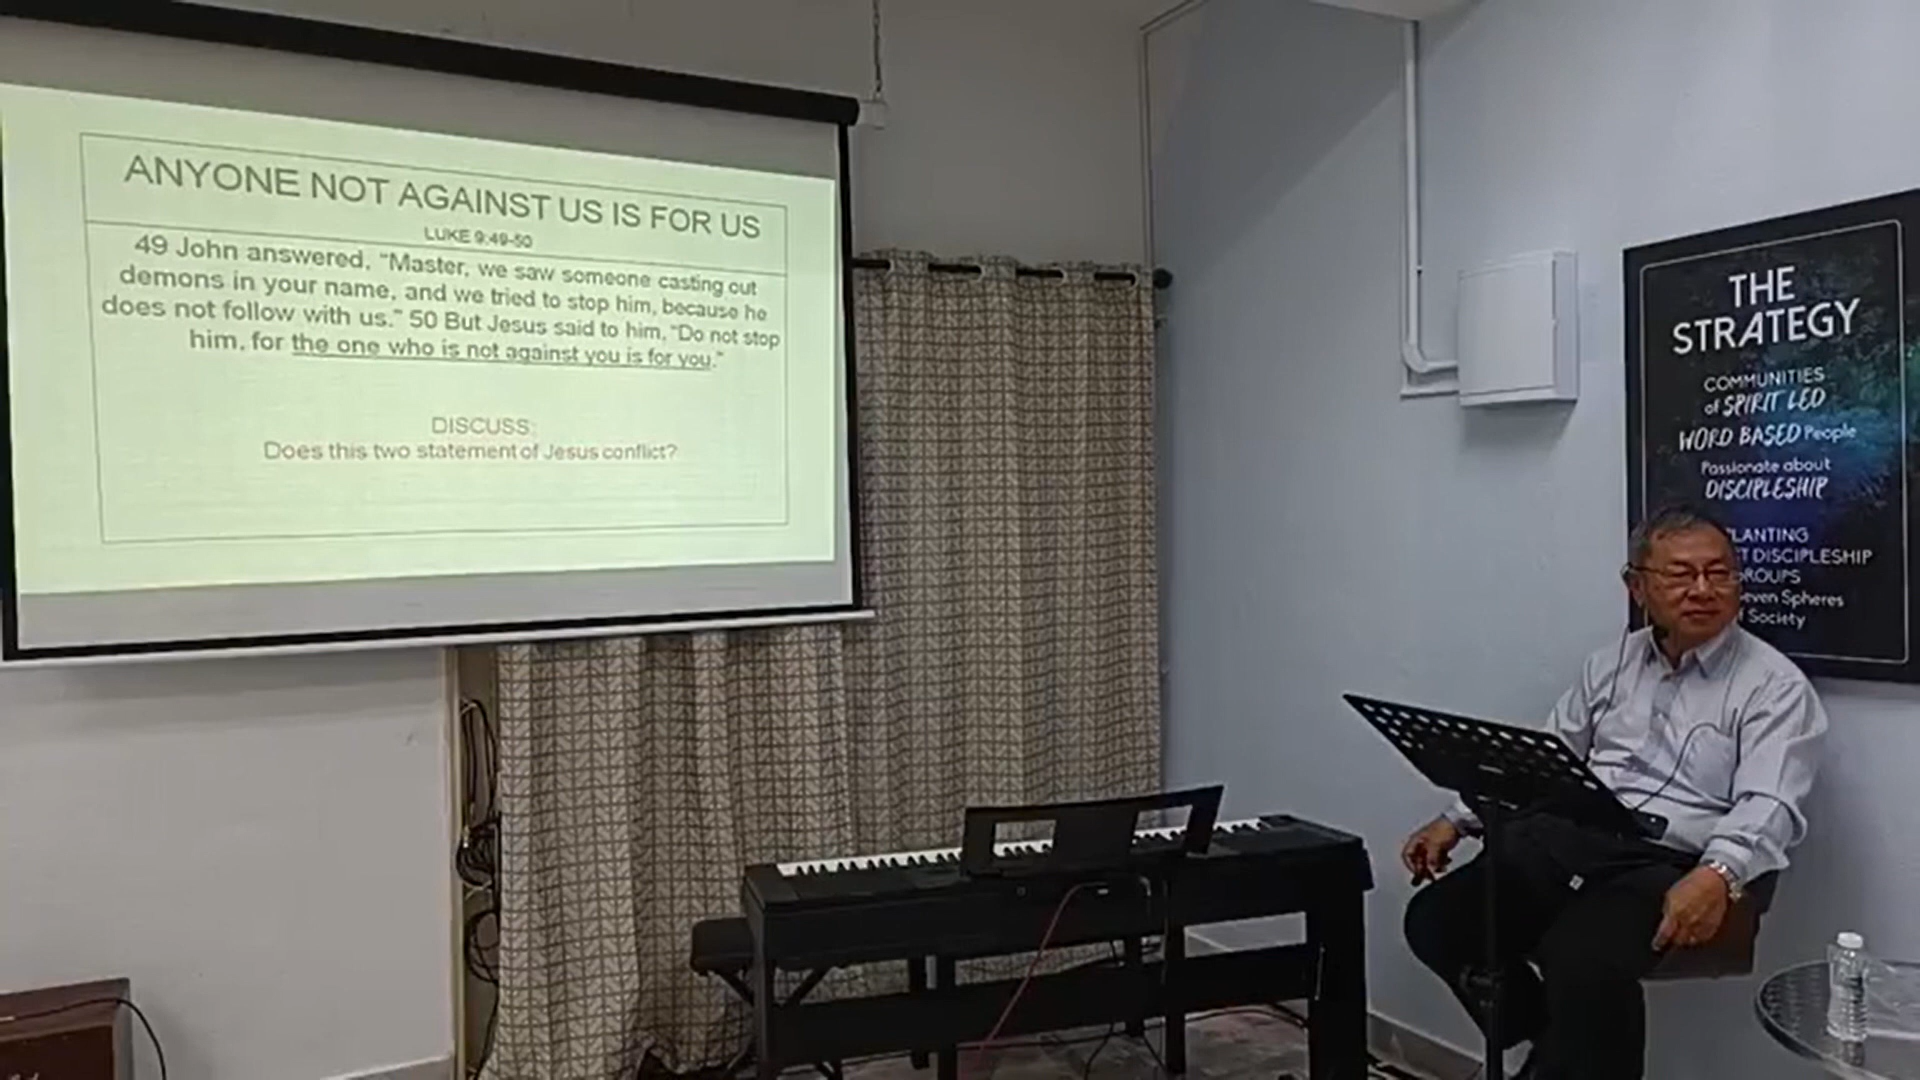 ANYONE NOT AGAINST US IS FOR US
LUKE 9:49-50
49 John answered, "Master, we saw someone casting out
demons in your name, and we tried to stop him, because he
does not follow with us." 50 But Jesus said to him, "Do not stop
him, for the one who is not against you is for you."
DISCUSS:
Does this two statement of Jesus conflict?
THE
STRATEGY
COMMUNITIES
of SPIRIT LED
WORD BASED People
Passionate about
DISCIPLESHIP
LANTING
T DISCIPLESHIP
ROUPS
even Spheres
Society